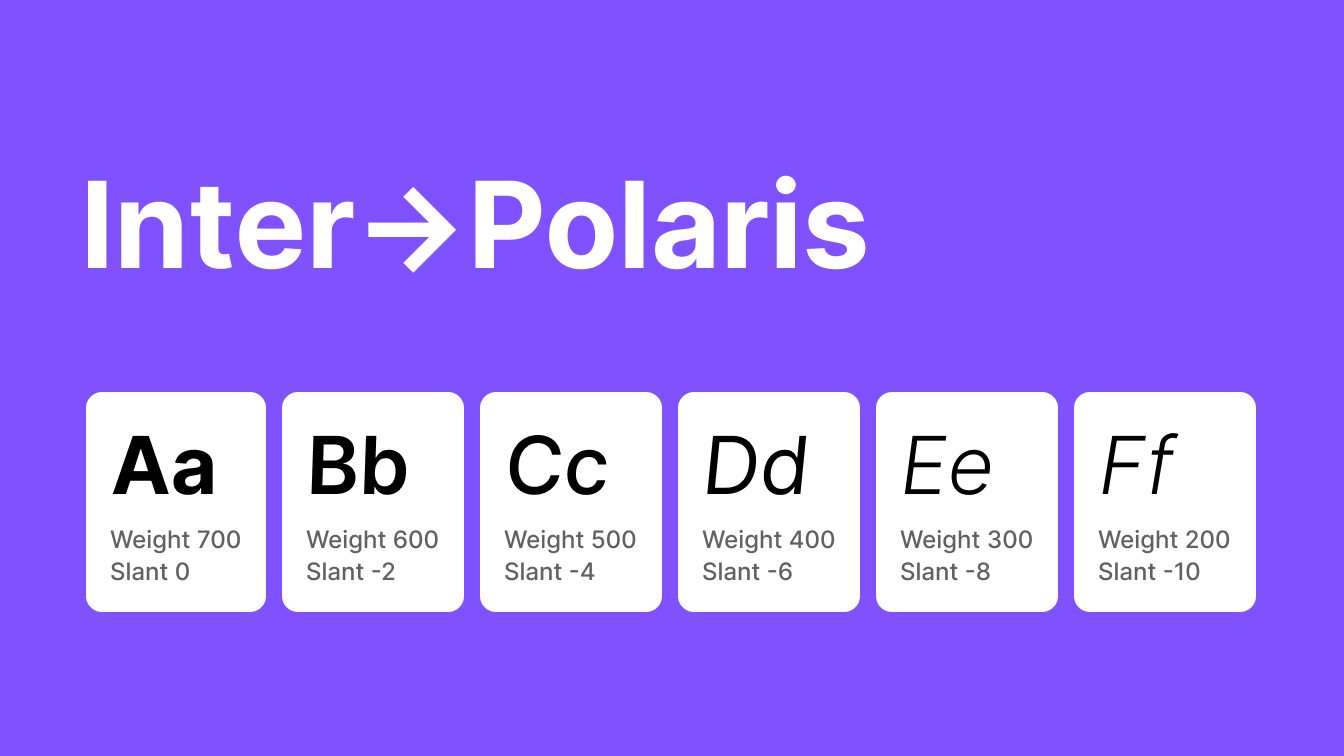 Inter→Polaris
Aa
Weight 700
Slant 0
Bb
Weight 600
Slant -2
Cc
Weight 500
Slant -4
Dd
Weight 400
Slant -6
Ee
Weight 300
Slant -8
Ff
Weight 200
Slant -10